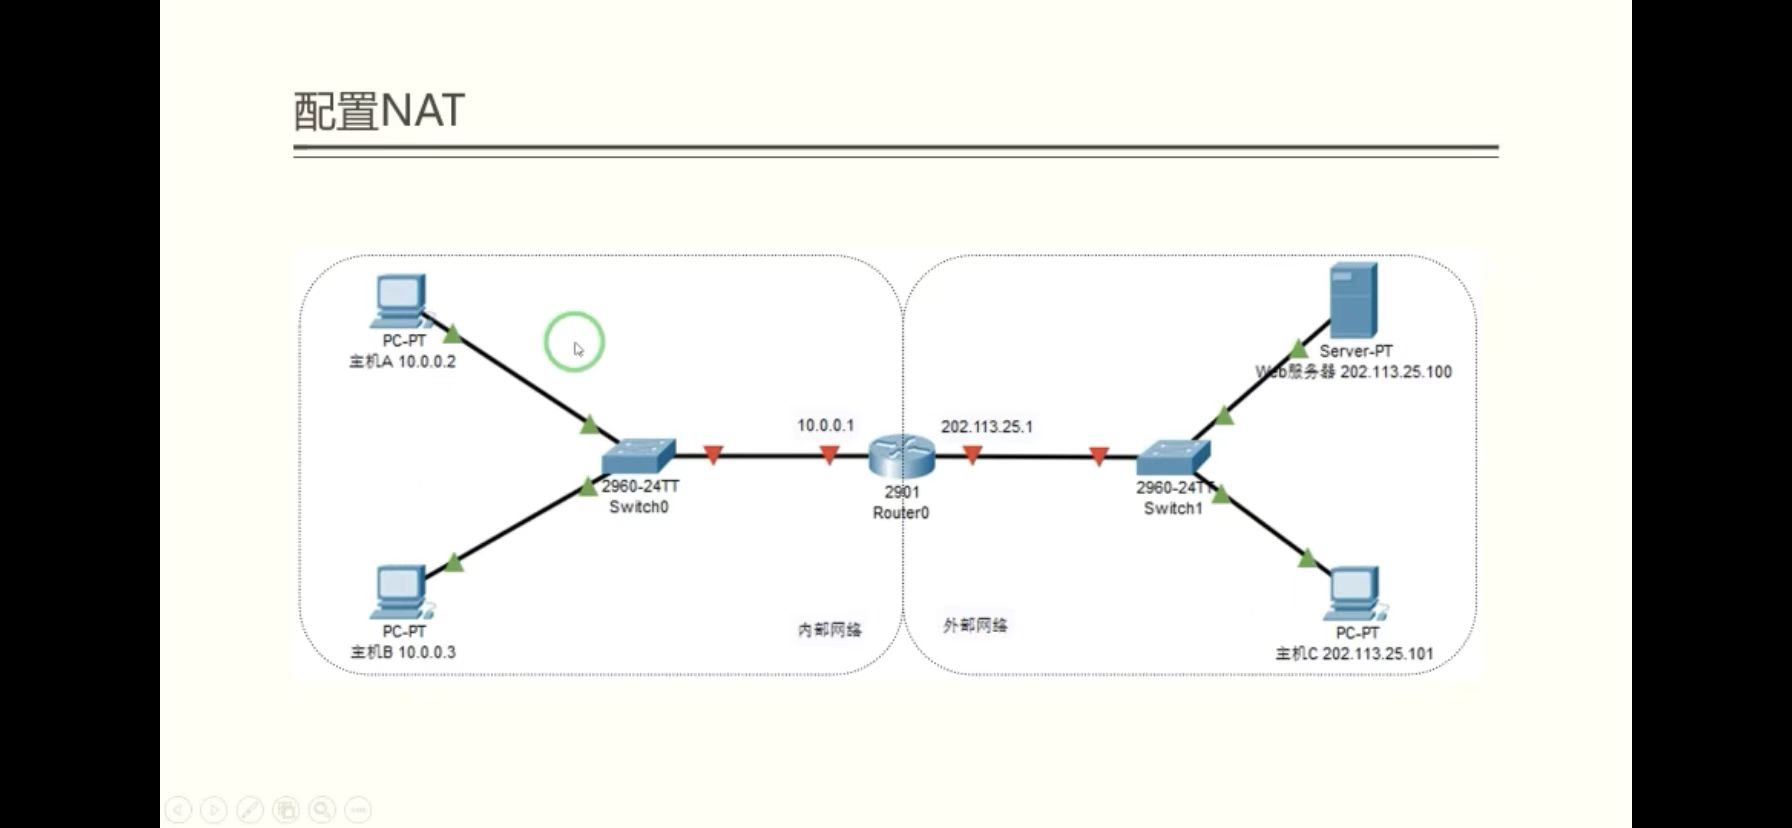 配置NAT
PC-PT
主机A 10.0.0.2
Server-PT
Web服务器 202.113.25.100
10.0.0.1
202.113.25.1
2960-24TT
Switch0
2901
Router0
2960-24TT
Switch1
PC-PT
主机B 10.0.0.3
内部网络
外部网络
PC-PT
主机C 202.113.25.101